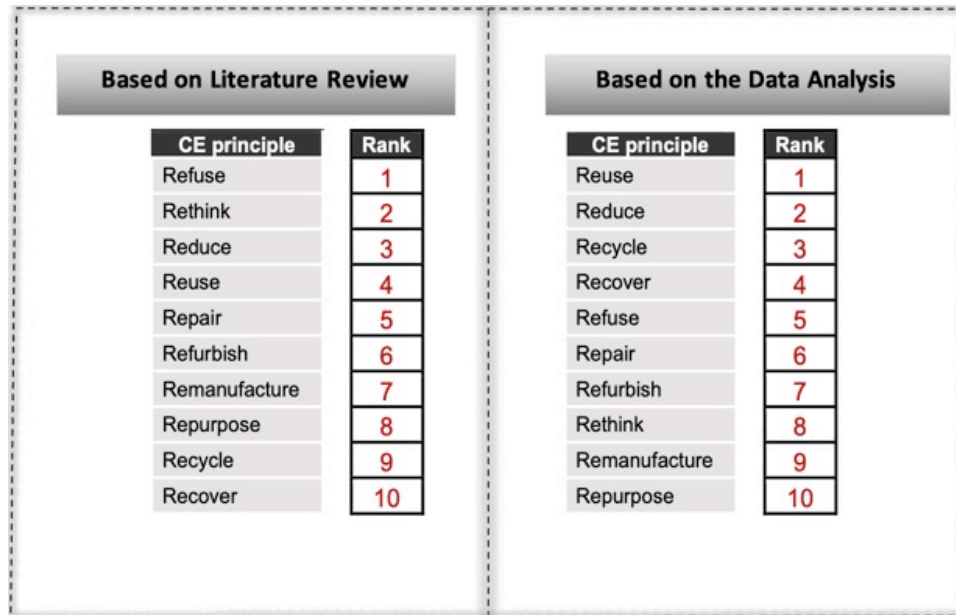 Based on Literature Review
CE principle Rank
Refuse 1
Rethink 2
Reduce 3
Reuse 4
Repair 5
Refurbish 6
Remanufacture 7
Repurpose 8
Recycle 9
Recover 10
Based on the Data Analysis
CE principle Rank
Reuse 1
Reduce 2
Recycle 3
Recover 4
Refuse 5
Repair 6
Refurbish 7
Rethink 8
Remanufacture 9
Repurpose 10